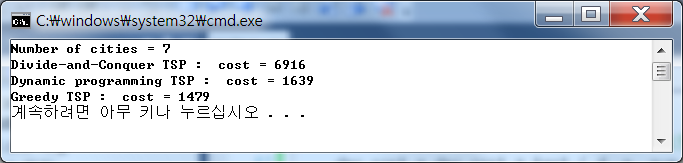 C:₩windows₩system32₩cmd.exe
Number of cities = 7
Divide-and-Conquer TSP :  cost = 6916
Dynamic programming TSP :  cost = 1639
Greedy TSP :  cost = 1479
계속하려면 아무 키나 누르십시오 . . .